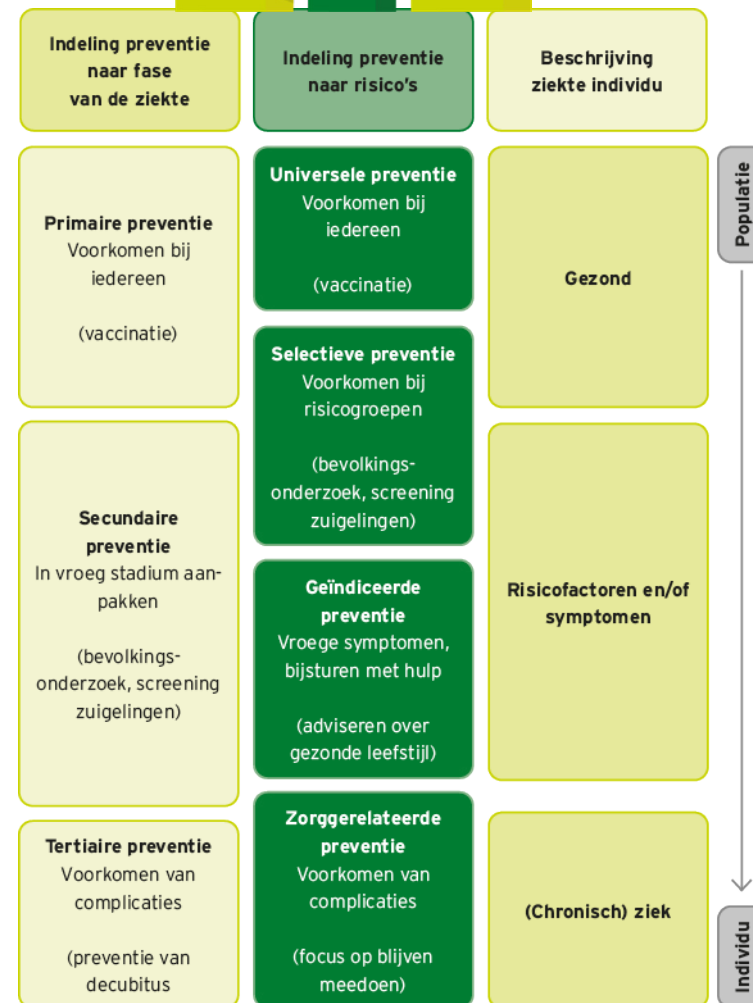 Indeling preventie
naar fase
van de ziekte
Indeling preventie
naar risico's
Beschrijving
ziekte individu
Primaire preventie
Voorkomen bij
iedereen
(vaccinatie)
Secundaire
preventie
In vroeg stadium aan-
pakken
(bevolkings-
onderzoek, screening
zuigelingen)
Tertiaire preventie
Voorkomen van
complicaties
(preventie van
decubitus
Universele preventie
Voorkomen bij
iedereen
(vaccinatie)
Selectieve preventie
Voorkomen bij
risicogroepen
(bevolkings-
onderzoek, screening
zuigelingen)
Geïndiceerde
preventie
Vroege symptomen,
bijsturen met hulp
(adviseren over
gezonde leefstijl)
Zorggerelateerde
preventie
Voorkomen van
complicaties
(focus op blijven
meedoen)
Gezond
Risicofactoren en/of
symptomen
(Chronisch) ziek
Populatie
Individu